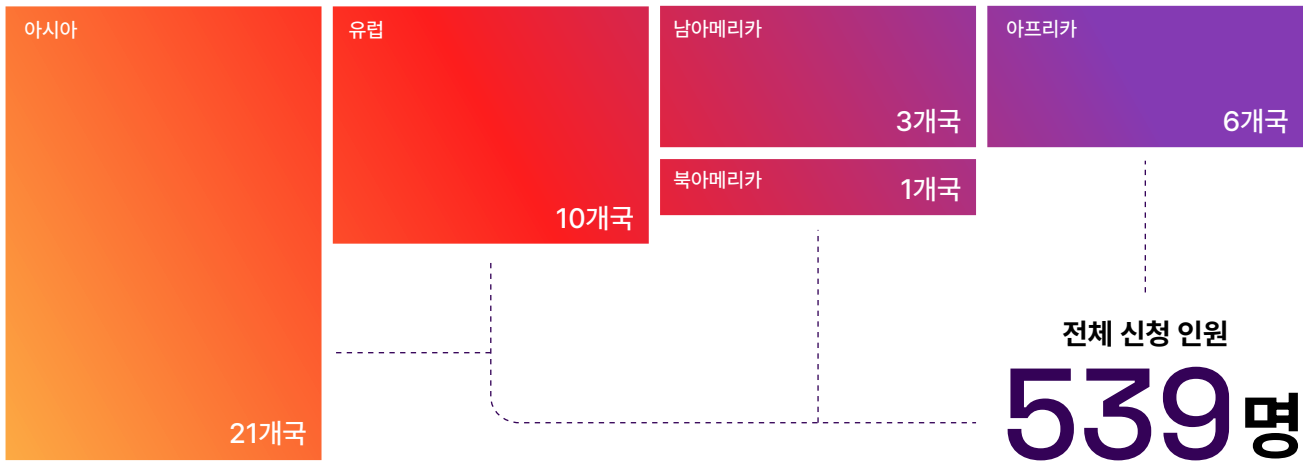 아시아
21개국
유럽
10개국
남아메리카
3개국
북아메리카
1개국
아프리카
6개국
전체 신청 인원
539명